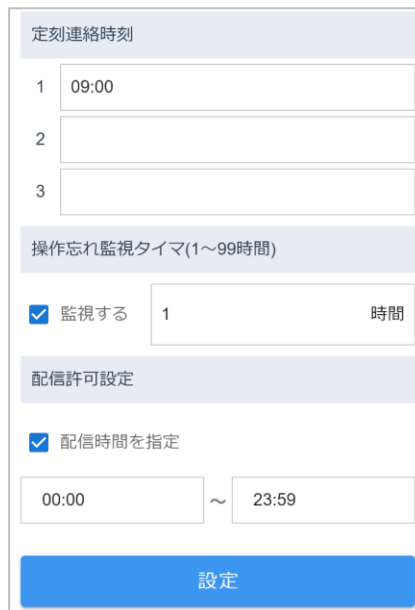 定刻連絡時刻
1 09:00
2
3
操作忘れ監視タイマ(1～99時間)
監視する 1 時間
配信許可設定
配信時間を指定
00:00 ～ 23:59
設定